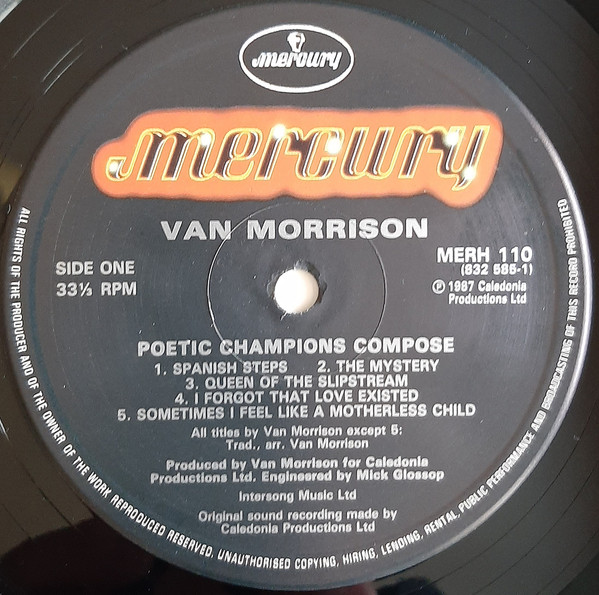 mercury
mercury
VAN MORRISON
SIDE ONE
33⅓ RPM
MERH 110
(832 585-1)
℗ 1987 Caledonia
Productions Ltd
POETIC CHAMPIONS COMPOSE
1. SPANISH STEPS 2. THE MYSTERY
3. QUEEN OF THE SLIPSTREAM
4. I FORGOT THAT LOVE EXISTED
5. SOMETIMES I FEEL LIKE A MOTHERLESS CHILD
All titles by Van Morrison except 5:
Trad., arr. Van Morrison
Produced by Van Morrison for Caledonia
Productions Ltd. Engineered by Mick Glossop
Intersong Music Ltd
Original sound recording made by
Caledonia Productions Ltd
ALL RIGHTS OF THE PRODUCER AND OF THE OWNER OF THE WORK REPRODUCED RESERVED, UNAUTHORISED COPYING, HIRING, LENDING, RENTAL, PUBLIC PERFORMANCE AND BROADCASTING OF THIS RECORD PROHIBITED